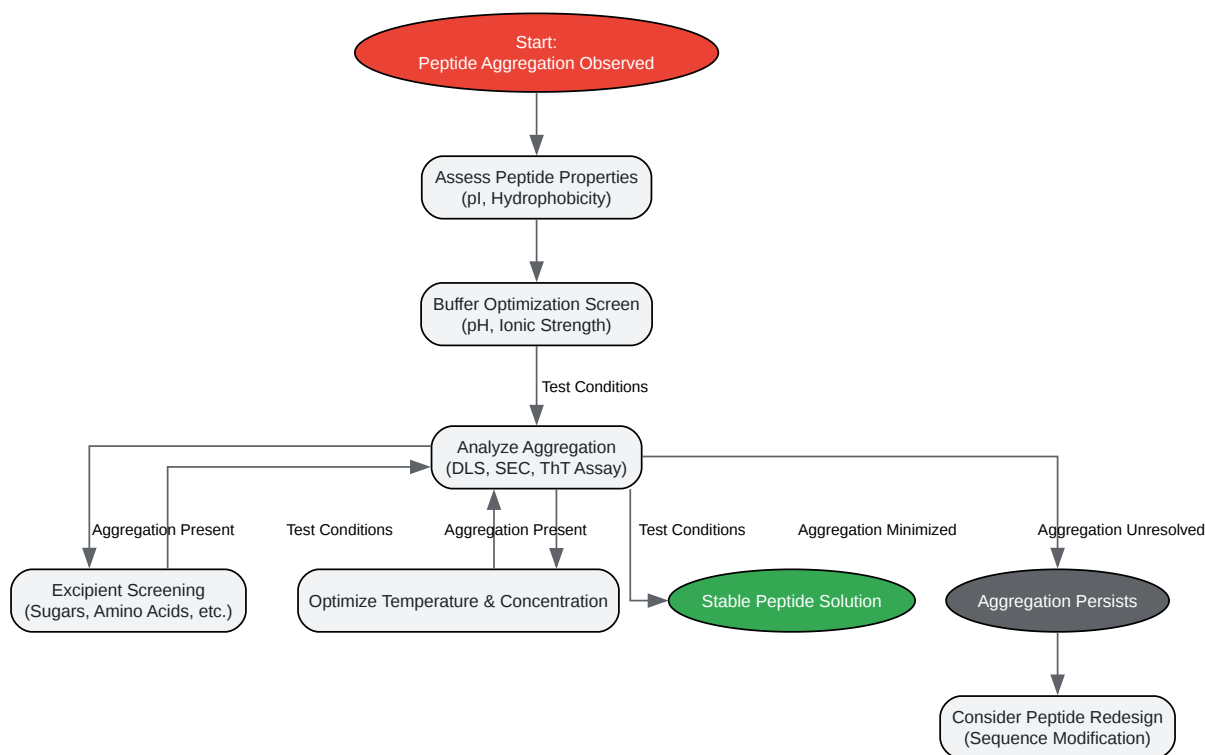 Start:
Peptide Aggregation Observed
Assess Peptide Properties
(pI, Hydrophobicity)
Buffer Optimization Screen
(pH, Ionic Strength)
Test Conditions
Analyze Aggregation
(DLS, SEC, ThT Assay)
Aggregation Present
Test Conditions
Aggregation Present
Test Conditions
Aggregation Minimized
Aggregation Unresolved
Excipient Screening
(Sugars, Amino Acids, etc.)
Optimize Temperature & Concentration
Stable Peptide Solution
Aggregation Persists
Consider Peptide Redesign
(Sequence Modification)